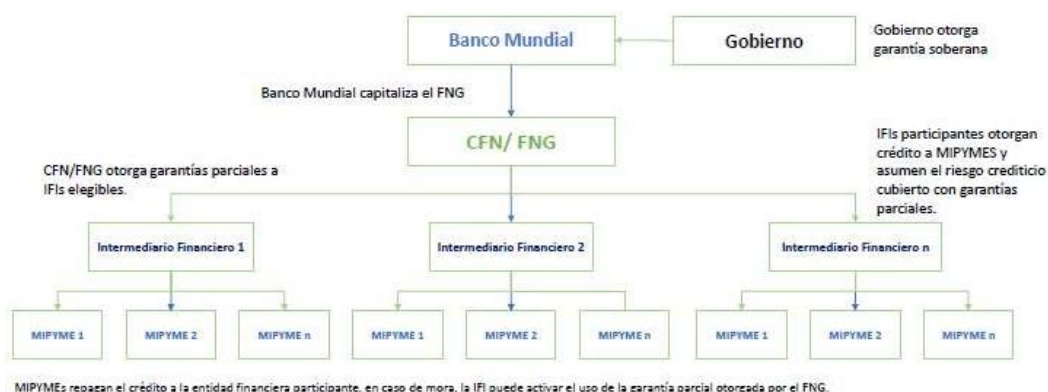 Banco Mundial
Gobierno
Gobierno otorga
garantía soberana
Banco Mundial capitaliza el FNG
CFN/ FNG
IFIs participantes otorgan
crédito a MIPYMES y
asumen el riesgo crediticio
cubierto con garantías
parciales.
CFN/FNG otorga garantías parciales a
IFIs elegibles.
Intermediario Financiero 1
Intermediario Financiero 2
Intermediario Financiero n
MIPYME 1
MIPYME 2
MIPYME n
MIPYME 1
MIPYME 2
MIPYME n
MIPYME 1
MIPYME 2
MIPYME n
MIPYMEs repagan el crédito a la entidad financiera participante, en caso de mora, la IFI puede activar el uso de la garantía parcial otorgada por el FNG.